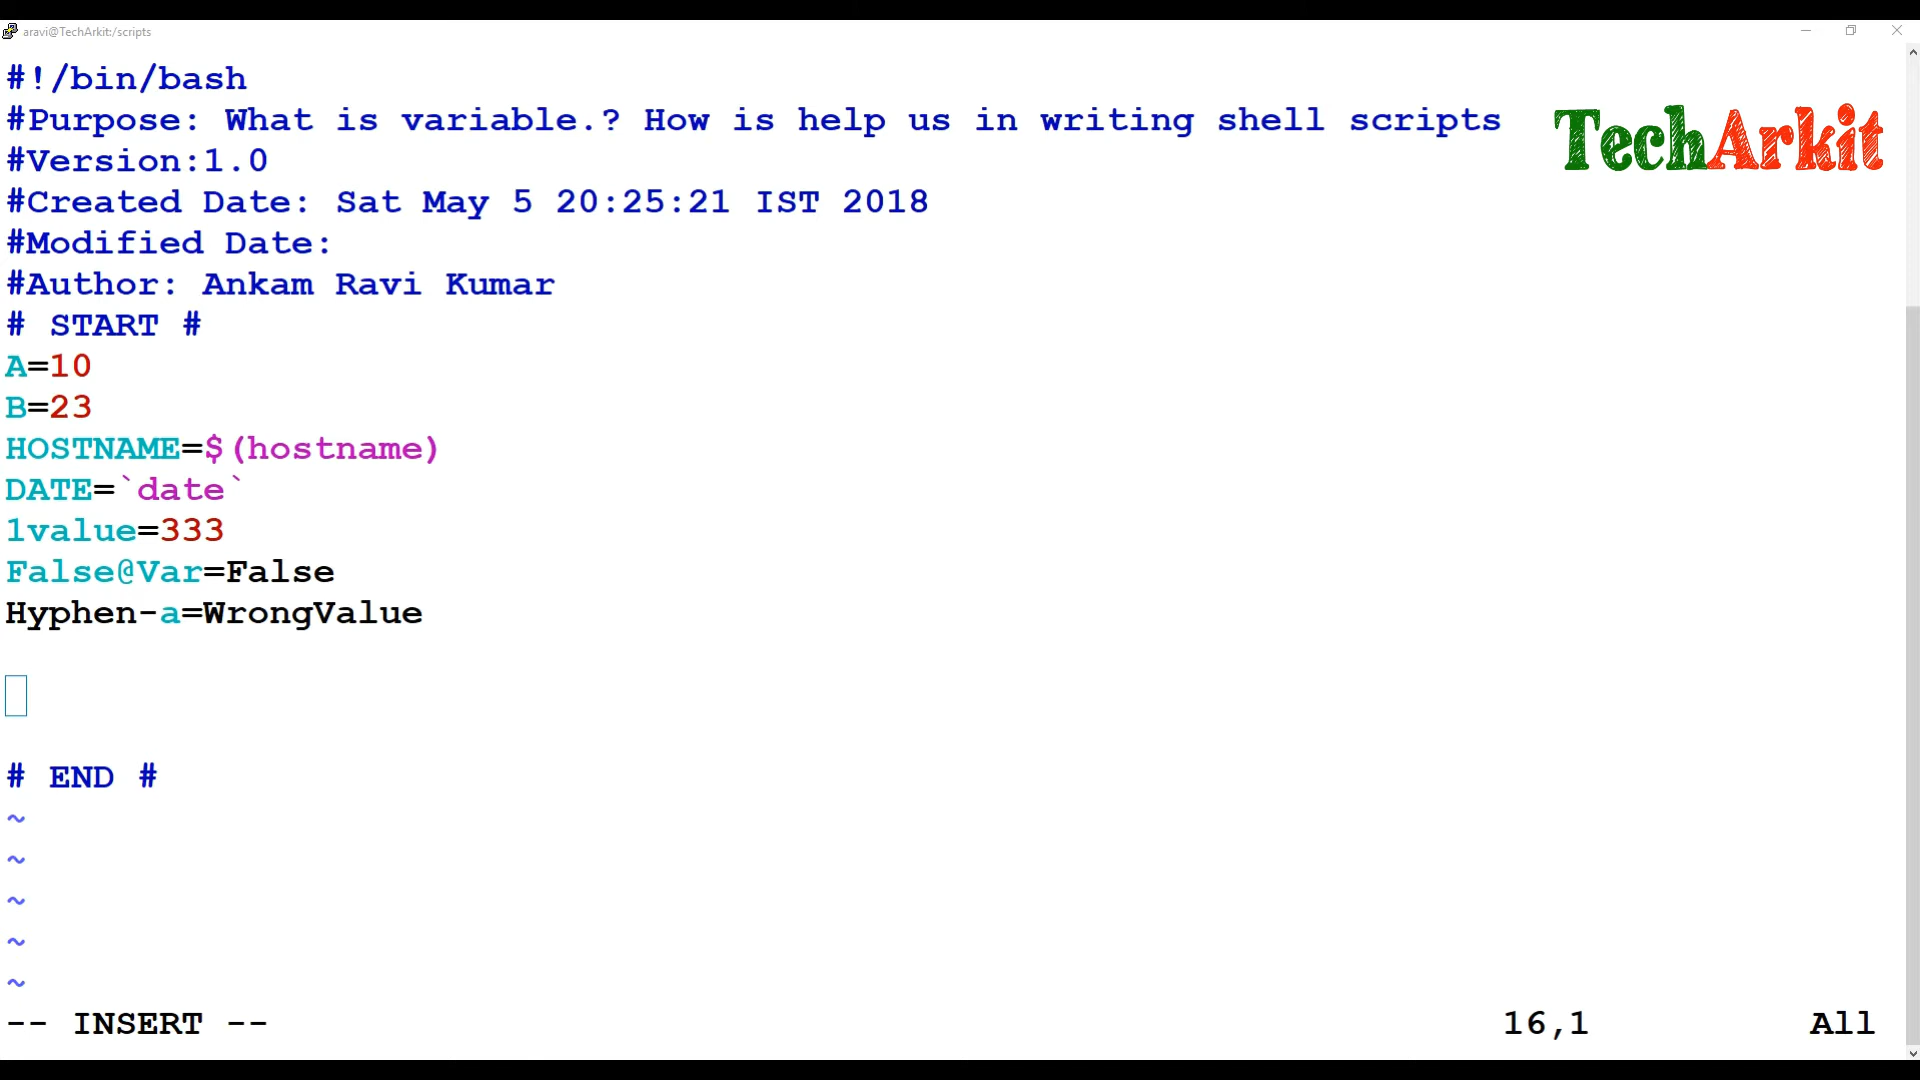 aravi@TechArkit:/scripts
#!/bin/bash
#Purpose: What is variable.? How is help us in writing shell scripts
TechArkit
#Version:1.0
#Created Date: Sat May 5 20:25:21 IST 2018
#Modified Date:
#Author: Ankam Ravi Kumar
# START #
A=10
B=23
HOSTNAME=$(hostname)
DATE=`date`
1value=333
False@Var=False
Hyphen-a=WrongValue
# END #
~
~
~
~
~
-- INSERT -- 16,1 All